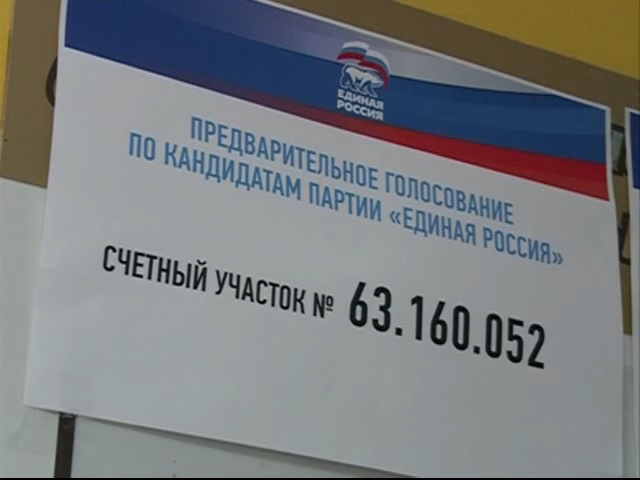 ЕДИНАЯ
РОССИЯ
ПРЕДВАРИТЕЛЬНОЕ ГОЛОСОВАНИЕ
ПО КАНДИДАТАМ ПАРТИИ «ЕДИНАЯ РОССИЯ»
СЧЕТНЫЙ УЧАСТОК № 63.160.052